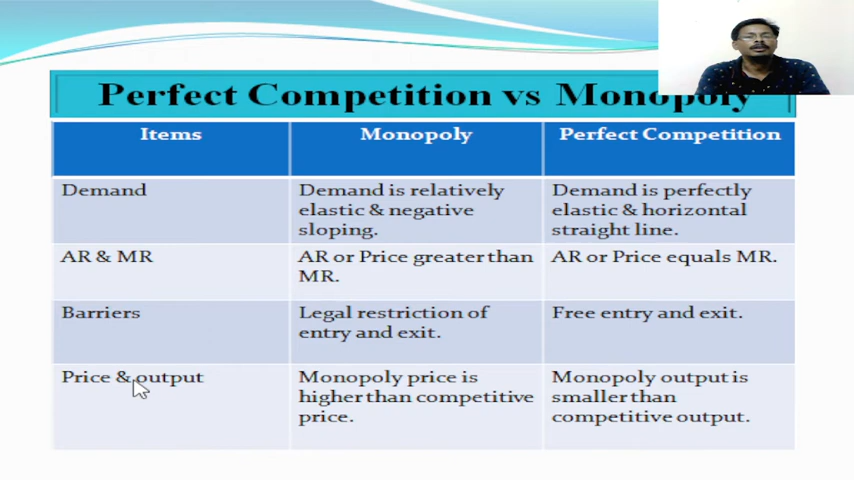 Perfect Competition vs Monopoly
Items
Monopoly
Perfect Competition
Demand
Demand is relatively
elastic & negative
sloping.
Demand is perfectly
elastic & horizontal
straight line.
AR & MR
AR or Price greater than
MR.
AR or Price equals MR.
Barriers
Legal restriction of
entry and exit.
Free entry and exit.
Price & output
Monopoly price is
higher than competitive
price.
Monopoly output is
smaller than
competitive output.